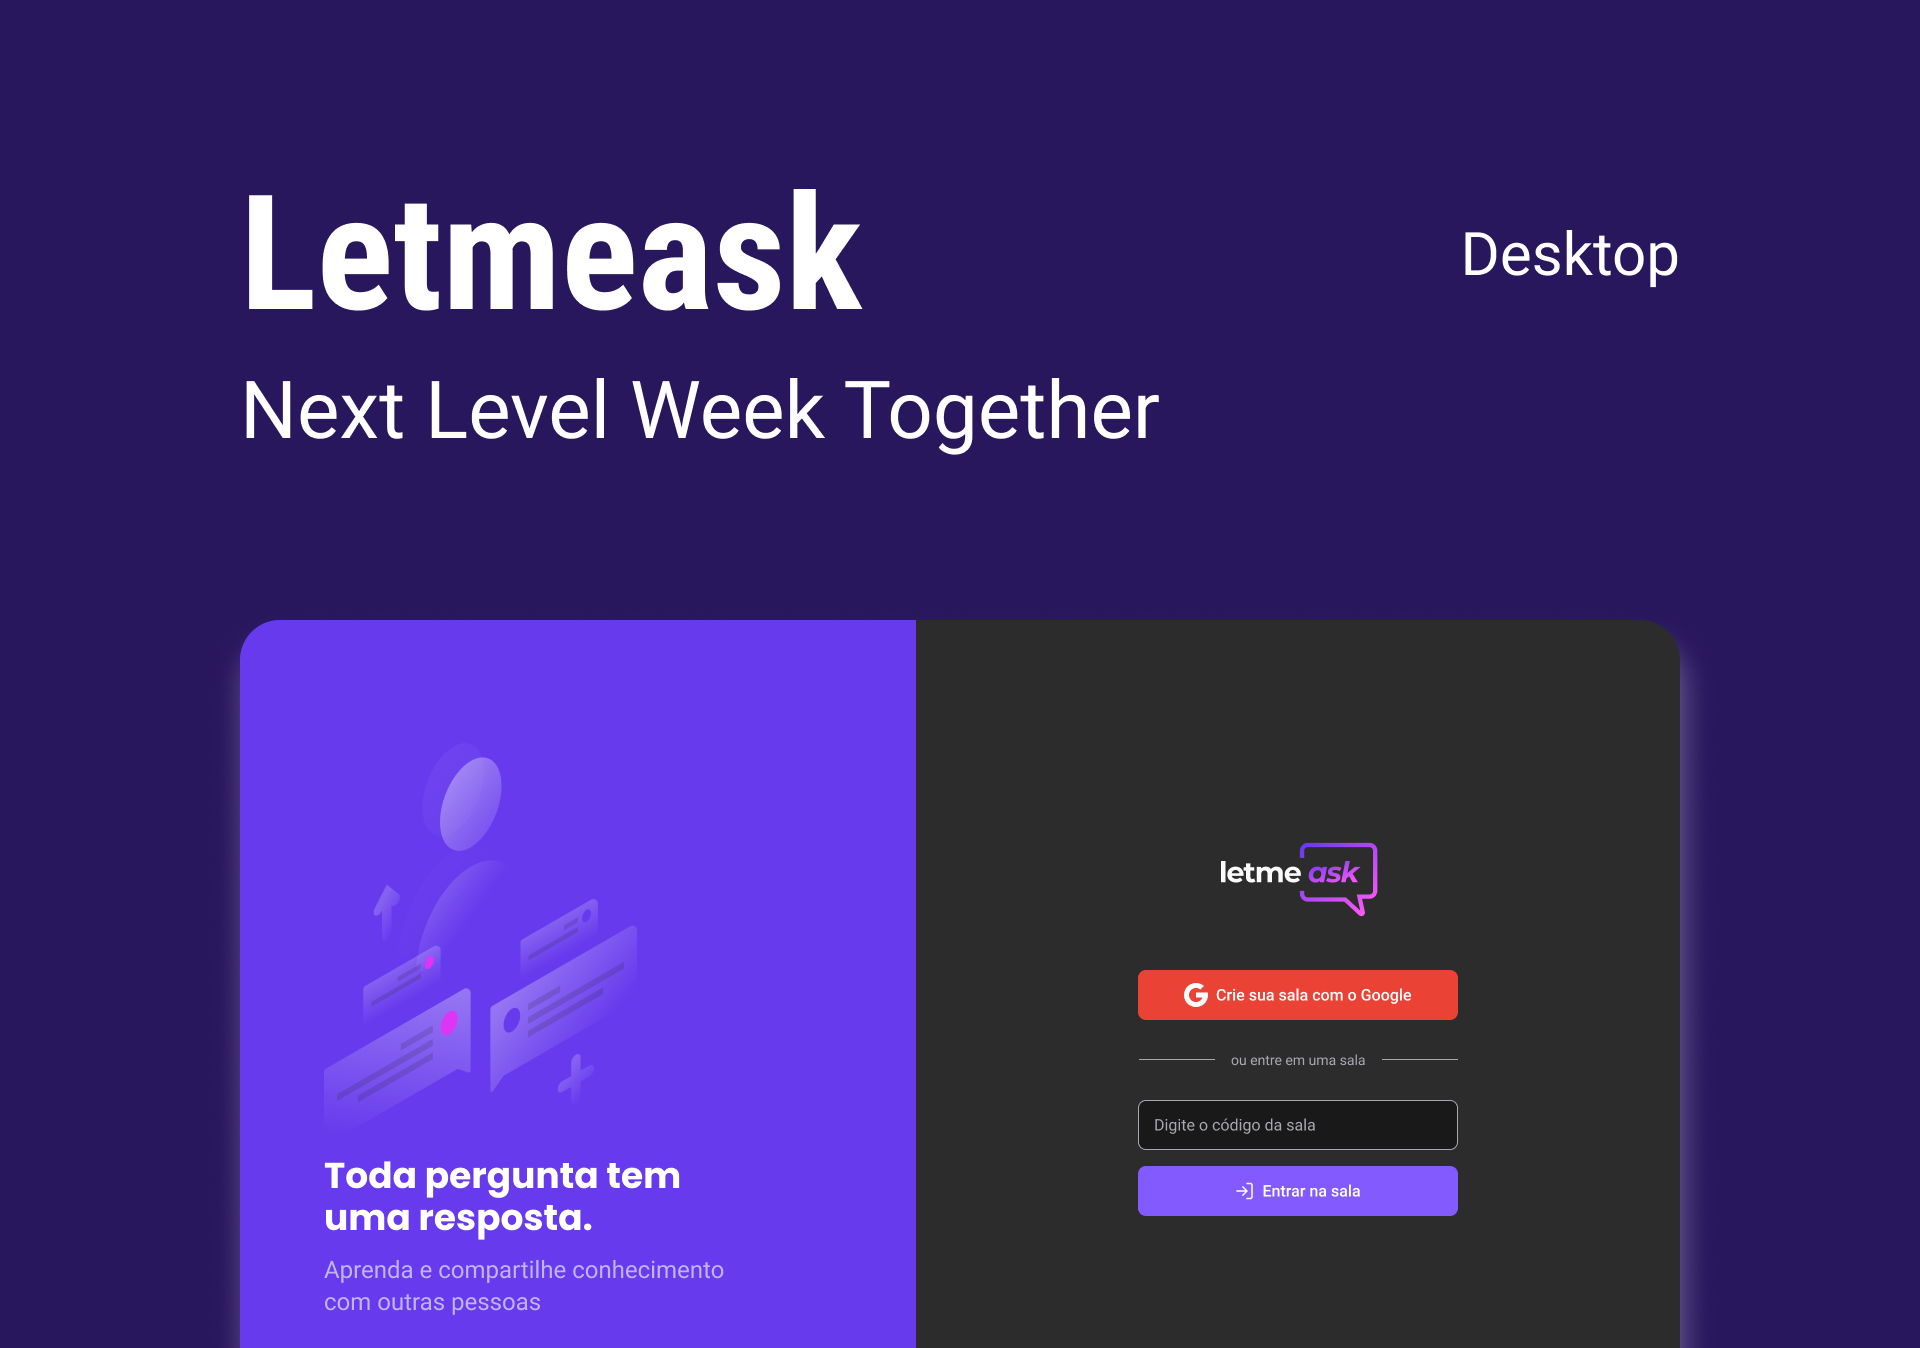 Letmeask
Desktop
Next Level Week Together
Toda pergunta tem
uma resposta.
Aprenda e compartilhe conhecimento
com outras pessoas
letme ask
Crie sua sala com o Google
ou entre em uma sala
Digite o código da sala
Entrar na sala